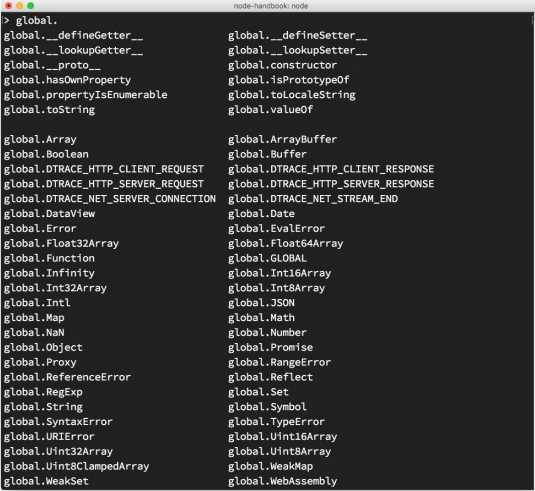 node-handbook: node
> global.
global.__defineGetter__ global.__defineSetter__
global.__lookupGetter__ global.__lookupSetter__
global.__proto__ global.constructor
global.hasOwnProperty global.isPrototypeOf
global.propertyIsEnumerable global.toLocaleString
global.toString global.valueOf
global.Array global.ArrayBuffer
global.Boolean global.Buffer
global.DTRACE_HTTP_CLIENT_REQUEST global.DTRACE_HTTP_CLIENT_RESPONSE
global.DTRACE_HTTP_SERVER_REQUEST global.DTRACE_HTTP_SERVER_RESPONSE
global.DTRACE_NET_SERVER_CONNECTION global.DTRACE_NET_STREAM_END
global.DataView global.Date
global.Error global.EvalError
global.Float32Array global.Float64Array
global.Function global.GLOBAL
global.Infinity global.Int16Array
global.Int32Array global.Int8Array
global.Intl global.JSON
global.Map global.Math
global.NaN global.Number
global.Object global.Promise
global.Proxy global.RangeError
global.ReferenceError global.Reflect
global.RegExp global.Set
global.String global.Symbol
global.SyntaxError global.TypeError
global.URIError global.Uint16Array
global.Uint32Array global.Uint8Array
global.Uint8ClampedArray global.WeakMap
global.WeakSet global.WebAssembly